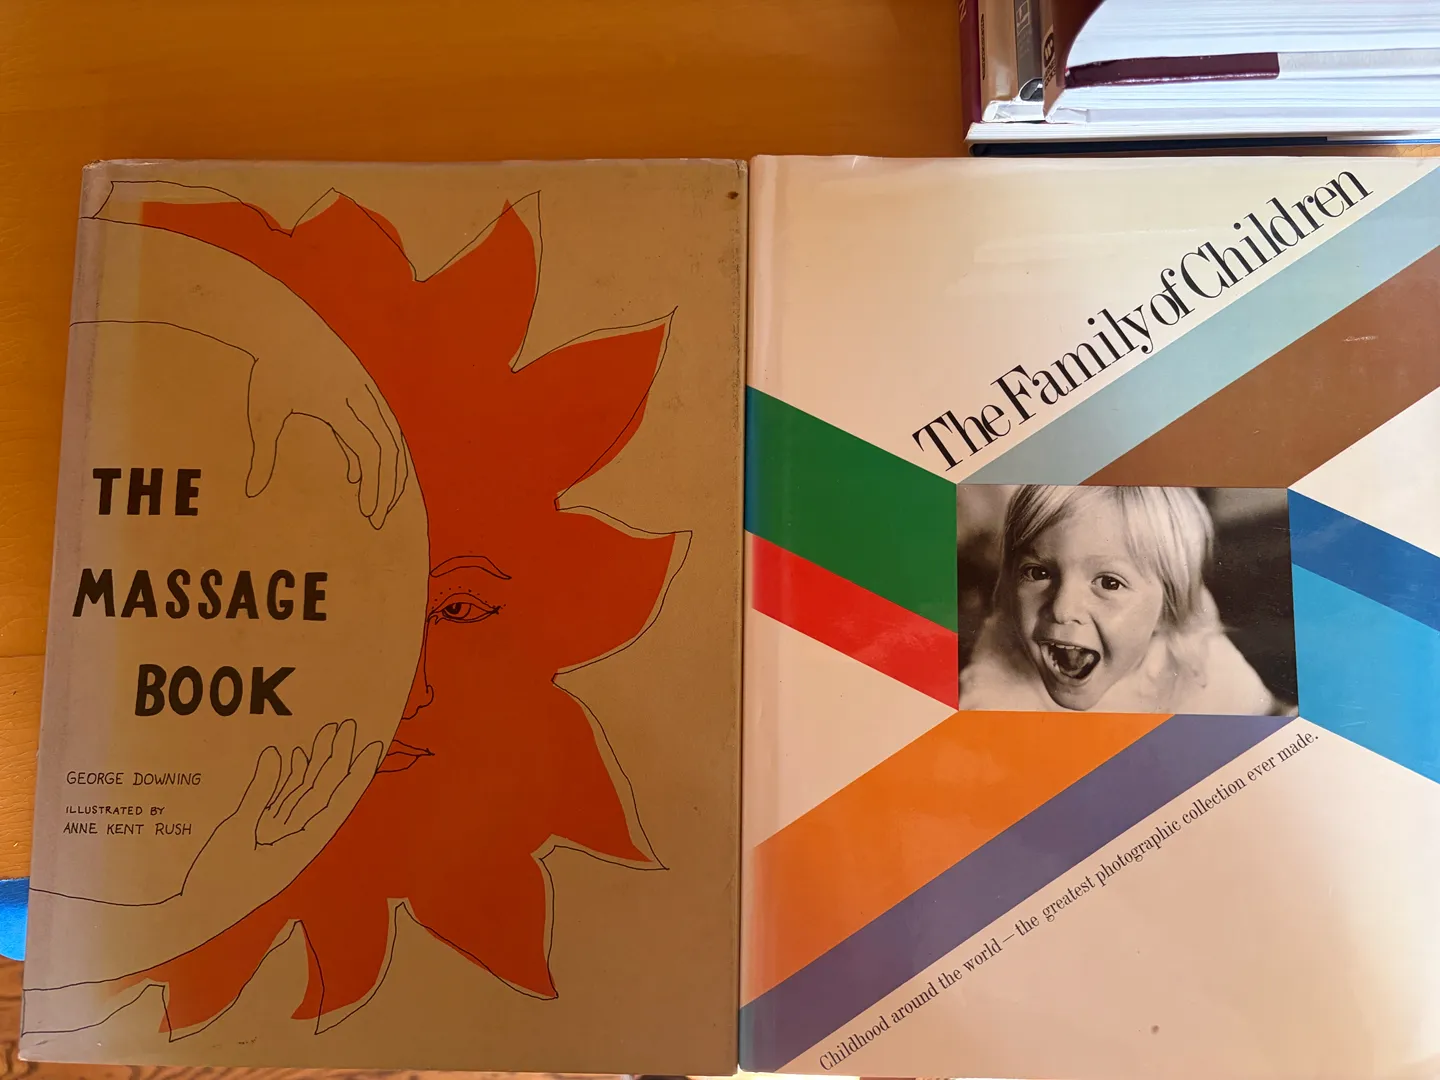 THE
MASSAGE
BOOK
GEORGE DOWNING
ILLUSTRATED BY
ANNE KENT RUSH
The Family of Children
Childhood around the world—the greatest photographic collection ever made.